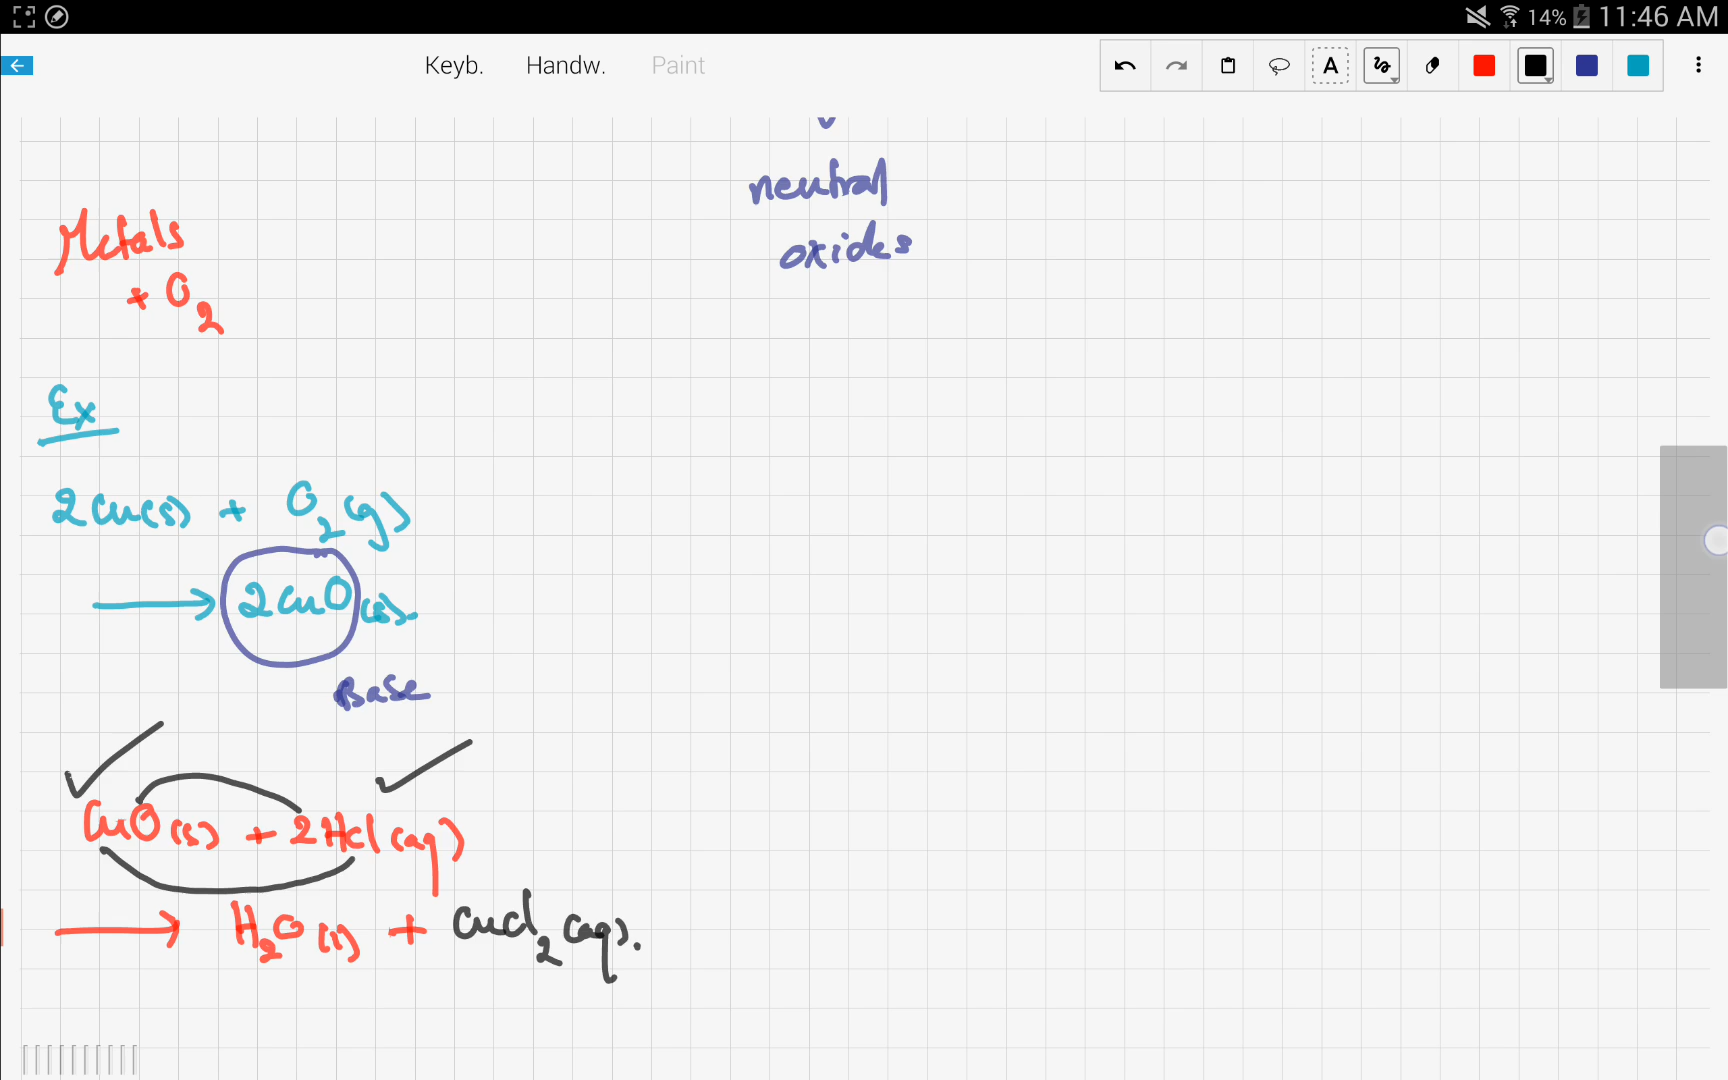 14% 11:46 AM
Keyb. Handw. Paint
A
neutral
oxides
Metals
+ O2
Ex
2Cu(s) + O2(g)
→ 2CuO(s).
Base
CuO(s) + 2HCl(aq)
→ H2O(l) + CuCl2(aq).